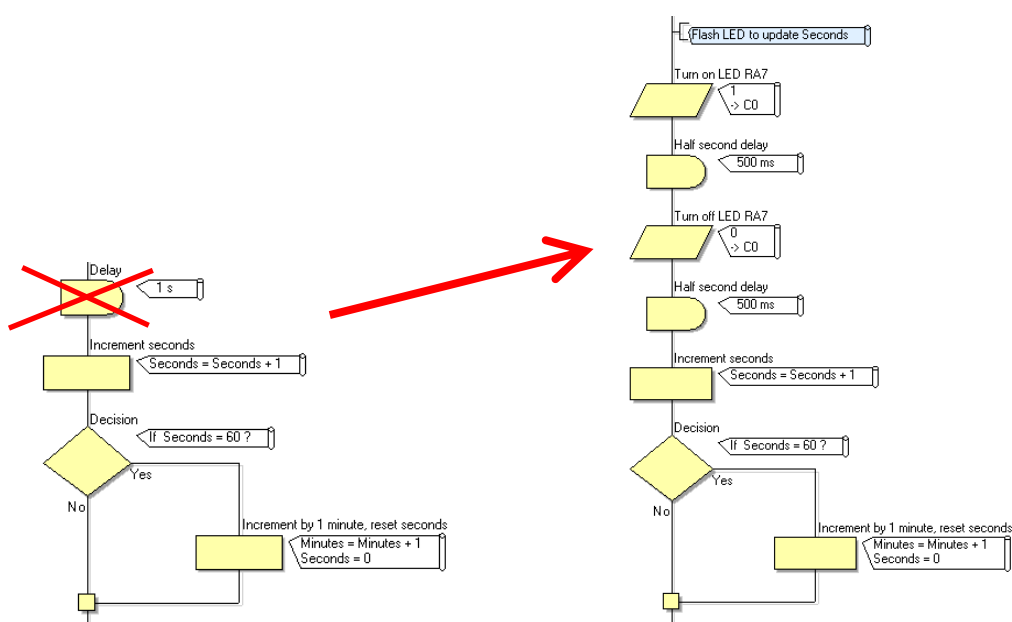 Delay
1 s
Increment seconds
Seconds = Seconds + 1
Decision
If Seconds = 60 ?
Yes
No
Increment by 1 minute, reset seconds
Minutes = Minutes + 1
Seconds = 0
Flash LED to update Seconds
Turn on LED RA7
1
-> C0
Half second delay
500 ms
Turn off LED RA7
0
-> C0
Half second delay
500 ms
Increment seconds
Seconds = Seconds + 1
Decision
If Seconds = 60 ?
Yes
No
Increment by 1 minute, reset seconds
Minutes = Minutes + 1
Seconds = 0